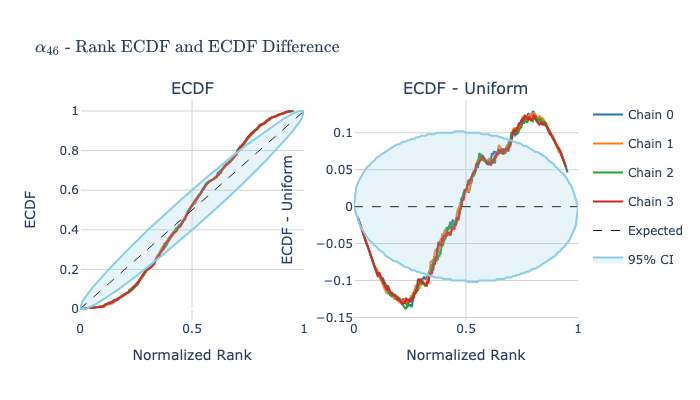 α₄₆ - Rank ECDF and ECDF Difference
ECDF
ECDF - Uniform
ECDF
1
0.8
0.6
0.4
0.2
0
0
0.5
1
Normalized Rank
ECDF - Uniform
0.1
0.05
0
−0.05
−0.1
−0.15
0
0.5
1
Normalized Rank
Chain 0
Chain 1
Chain 2
Chain 3
Expected
95% CI